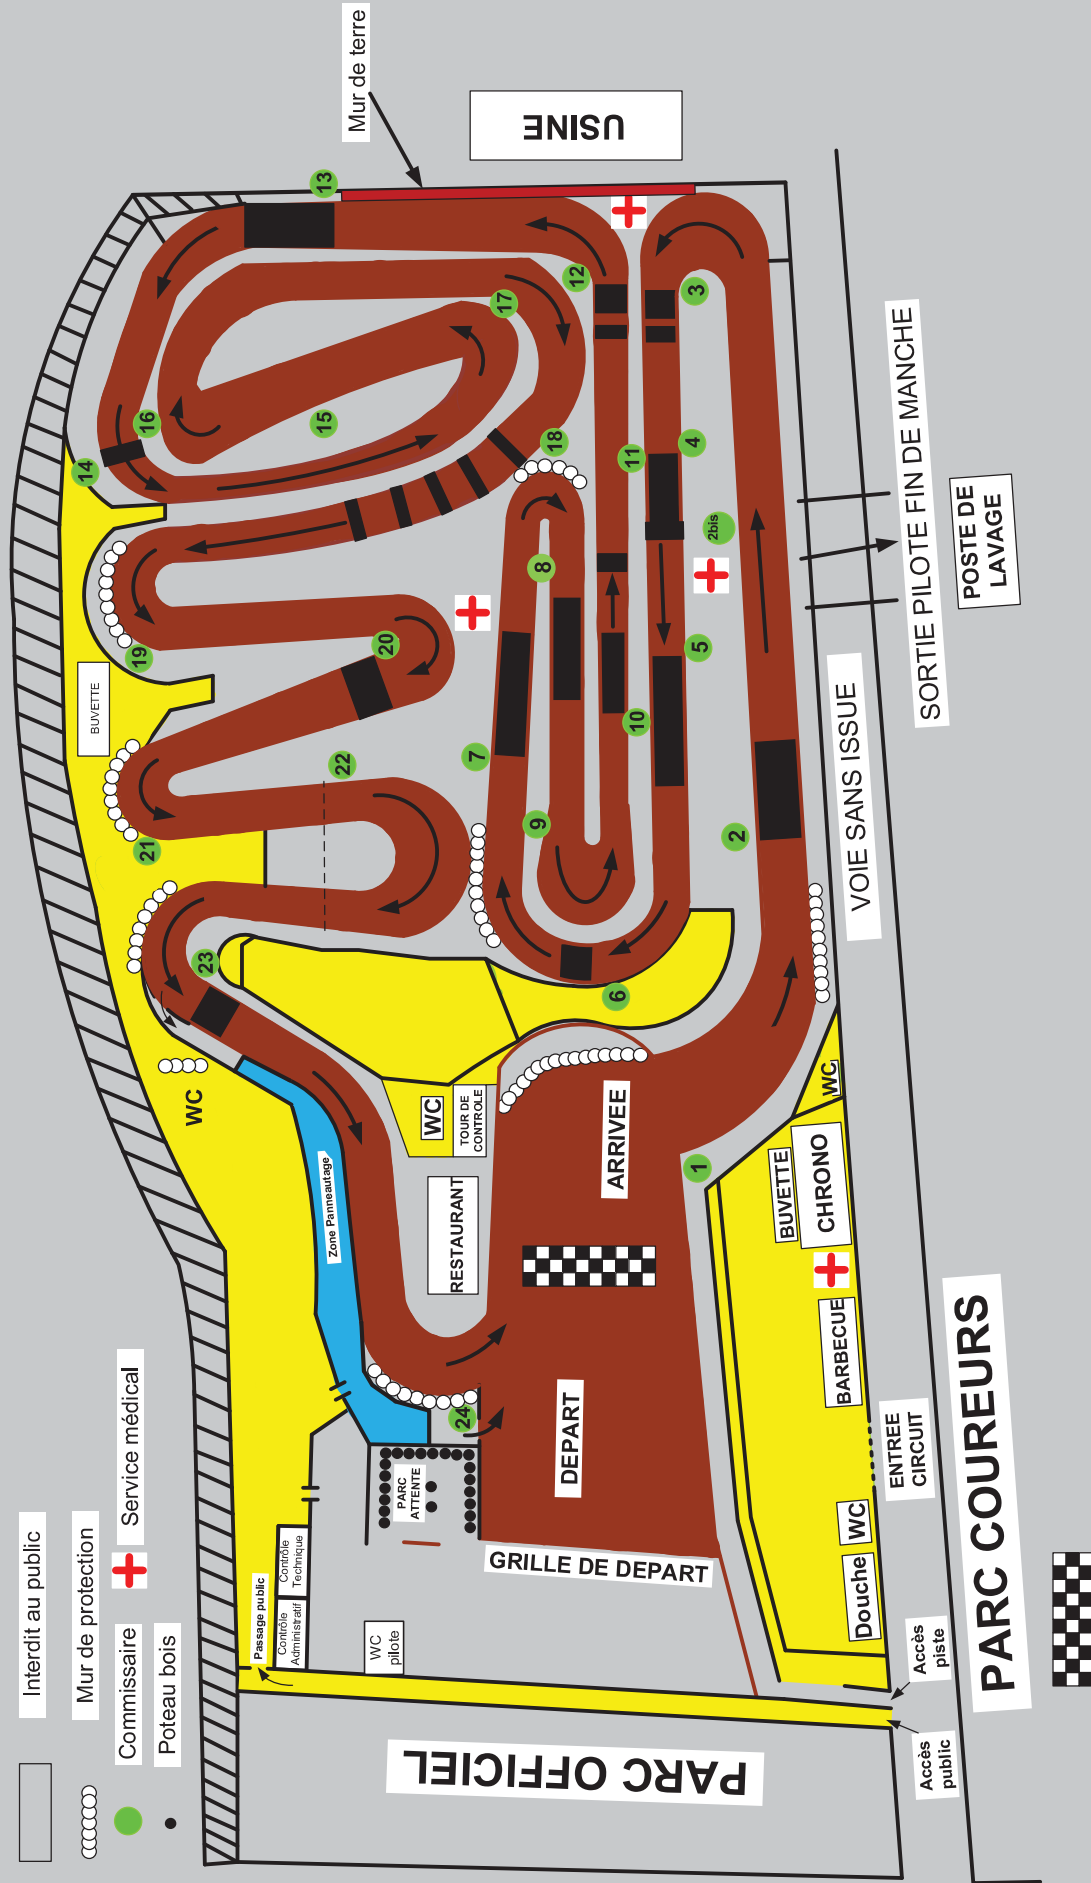 Interdit au public
Mur de protection
Commissaire
Service médical
Poteau bois
Mur de terre
USINE
13
12
17
3
16
15
14
18
11
4
2bis
8
19
20
5
BUVETTE
10
7
22
9
2
21
23
6
WC
WC
TOUR DE
CONTROLE
ARRIVEE
1
Zone Panneautage
RESTAURANT
24
DEPART
PARC
ATTENTE
GRILLE DE DEPART
Contrôle
Technique
Contrôle
Administratif
Passage public
WC
pilote
PARC OFFICIEL
WC
BUVETTE
CHRONO
BARBECUE
WC
Douche
ENTREE
CIRCUIT
Accès
piste
Accès
public
PARC COUREURS
VOIE SANS ISSUE
SORTIE PILOTE FIN DE MANCHE
POSTE DE
LAVAGE